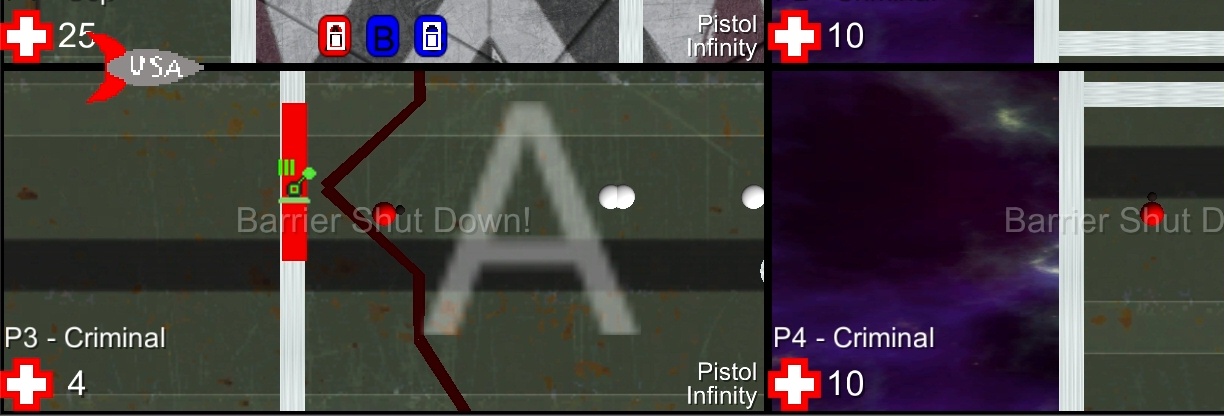 25
B
Pistol
Infinity
10
USA
Barrier Shut Down!
A
P3 - Criminal
4
Pistol
Infinity
Barrier Shut D
P4 - Criminal
10